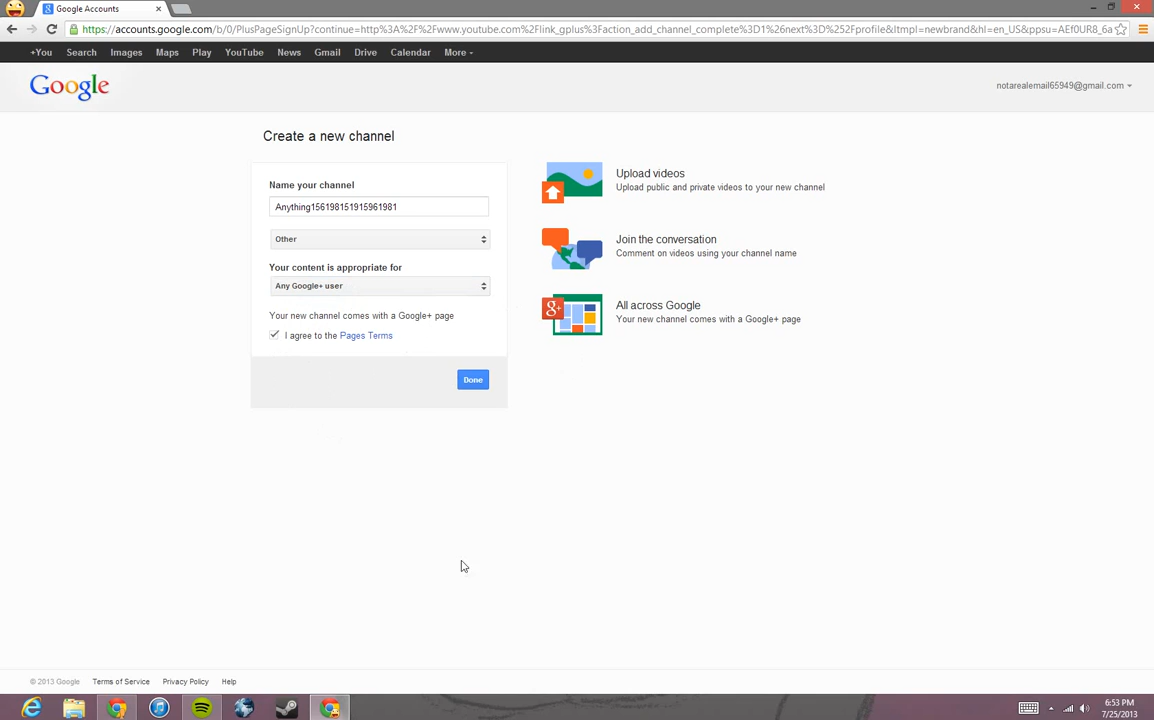 Google Accounts
https://accounts.google.com/b/0/PlusPageSignUp?continue=http%3A%2F%2Fwww.youtube.com%2Flink_gplus%3Faction_add_channel_complete%3D1%26next%3D%252Fprofile&ltmpl=newbrand&hl=en_US&ppsu=AEf0UR8_6a
+You Search Images Maps Play YouTube News Gmail Drive Calendar More
Google
notarealemail65949@gmail.com
Create a new channel
Name your channel
Anything156198151915961981
Other
Your content is appropriate for
Any Google+ user
Your new channel comes with a Google+ page
I agree to the Pages Terms
Done
Upload videos
Upload public and private videos to your new channel
Join the conversation
Comment on videos using your channel name
All across Google
Your new channel comes with a Google+ page
© 2013 Google Terms of Service Privacy Policy Help
6:53 PM
7/25/2013